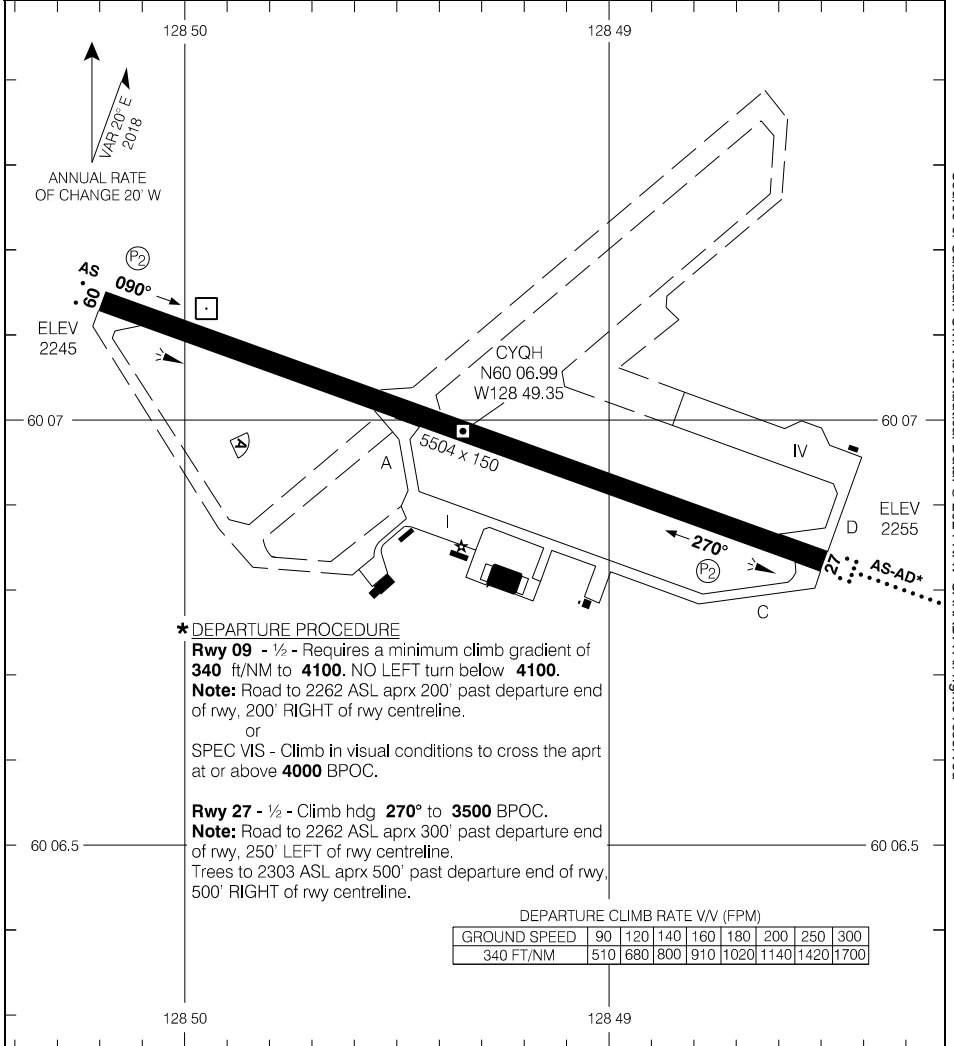 128 50
128 49
VAR 20° E
2018
ANNUAL RATE
OF CHANGE 20' W
P2
AS
090°
09
ELEV
2245
CYQH
N60 06.99
W128 49.35
60 07
60 07
5504 x 150
A
A
IV
I
ELEV
2255
D
270°
P2
27
AS-AD*
C
* DEPARTURE PROCEDURE
Rwy 09 - ½ - Requires a minimum climb gradient of
340 ft/NM to 4100. NO LEFT turn below 4100.
Note: Road to 2262 ASL aprx 200' past departure end
of rwy, 200' RIGHT of rwy centreline.
or
SPEC VIS - Climb in visual conditions to cross the aprt
at or above 4000 BPOC.
Rwy 27 - ½ - Climb hdg 270° to 3500 BPOC.
Note: Road to 2262 ASL aprx 300' past departure end
of rwy, 250' LEFT of rwy centreline.
Trees to 2303 ASL aprx 500' past departure end of rwy,
500' RIGHT of rwy centreline.
60 06.5
60 06.5
DEPARTURE CLIMB RATE V/V (FPM)
GROUND SPEED 90 120 140 160 180 200 250 300
340 FT/NM 510 680 800 910 1020 1140 1420 1700
128 50
128 49